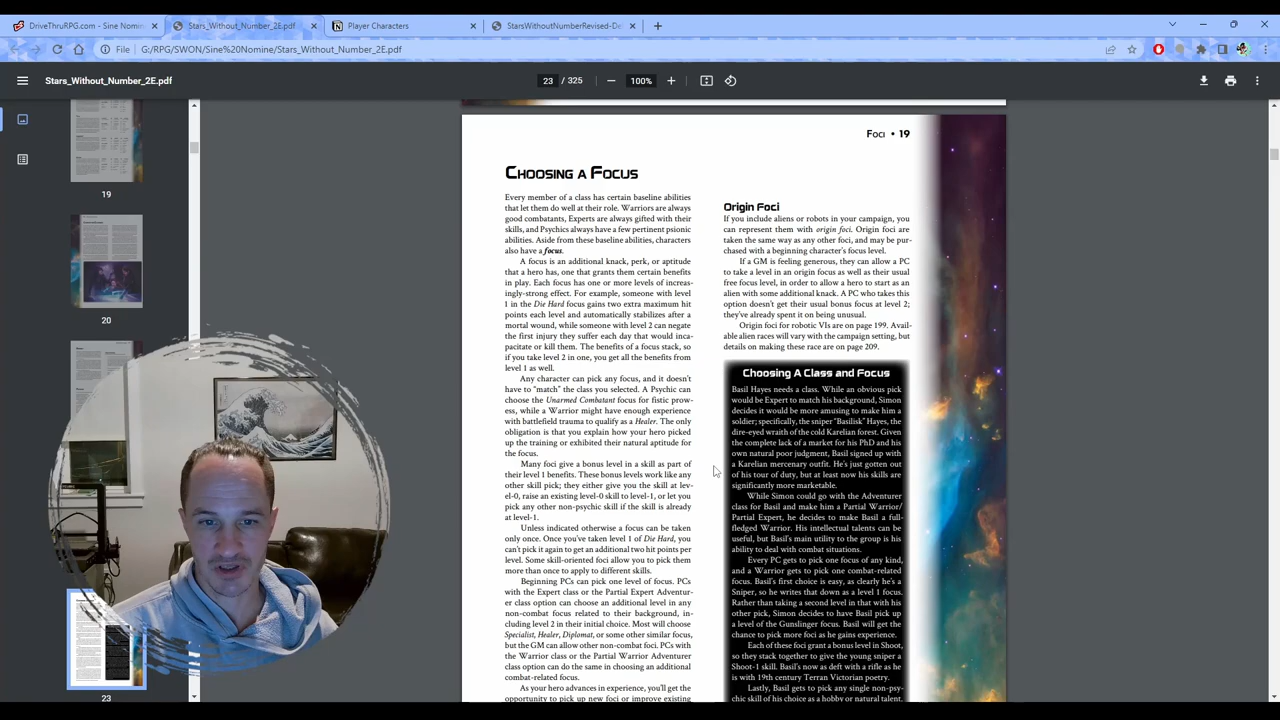 DriveThruRPG.com - Sine Nomin
Stars_Without_Number_2E.pdf
Player Characters
StarsWithoutNumberRevised-De
File
G:/RPG/SWON/Sine%20Nomine/Stars_Without_Number_2E.pdf
Stars_Without_Number_2E.pdf
23 / 325
100%
19
20
23
Foci • 19
Choosing a Focus
Every member of a class has certain baseline abilities
that let them do well at their role. Warriors are always
good combatants, Experts are always gifted with their
skills, and Psychics always have a few pertinent psionic
abilities. Aside from these baseline abilities, characters
also have a focus.
A focus is an additional knack, perk, or aptitude
that a hero has, one that grants them certain benefits
in play. Each focus has one or more levels of increas-
ingly-strong effect. For example, someone with level
1 in the Die Hard focus gains two extra maximum hit
points each level and automatically stabilizes after a
mortal wound, while someone with level 2 can negate
the first injury they suffer each day that would inca-
pacitate or kill them. The benefits of a focus stack, so
if you take level 2 in one, you get all the benefits from
level 1 as well.
Any character can pick any focus, and it doesn't
have to "match" the class you selected. A Psychic can
choose the Unarmed Combatant focus for fistic prow-
ess, while a Warrior might have enough experience
with battlefield trauma to qualify as a Healer. The only
obligation is that you explain how your hero picked
up the training or exhibited their natural aptitude for
the focus.
Many foci give a bonus level in a skill as part of
their level 1 benefits. These bonus levels work like any
other skill pick; they either give you the skill at lev-
el-0, raise an existing level-0 skill to level-1, or let you
pick any other non-psychic skill if the skill is already
at level-1.
Unless indicated otherwise a focus can be taken
only once. Once you've taken level 1 of Die Hard, you
can't pick it again to get an additional two hit points per
level. Some skill-oriented foci allow you to pick them
more than once to apply to different skills.
Beginning PCs can pick one level of focus. PCs
with the Expert class or the Partial Expert Adventur-
er class option can choose an additional level in any
non-combat focus related to their background, in-
cluding level 2 in their initial choice. Most will choose
Specialist, Healer, Diplomat, or some other similar focus,
but the GM can allow other non-combat foci. PCs with
the Warrior class or the Partial Warrior Adventurer
class option can do the same in choosing an additional
combat-related focus.
As your hero advances in experience, you'll get the
opportunity to pick up new foci or improve existing
Origin Foci
If you include aliens or robots in your campaign, you
can represent them with origin foci. Origin foci are
taken the same way as any other foci, and may be pur-
chased with a beginning character's focus level.
If a GM is feeling generous, they can allow a PC
to take a level in an origin focus as well as their usual
free focus level, in order to allow a hero to start as an
alien with some additional knack. A PC who takes this
option doesn't get their usual bonus focus at level 2;
they've already spent it on being unusual.
Origin foci for robotic VIs are on page 199. Avail-
able alien races will vary with the campaign setting, but
details on making these race are on page 209.
Choosing A Class and Focus
Basil Hayes needs a class. While an obvious pick
would be Expert to match his background, Simon
decides it would be more amusing to make him a
soldier; specifically, the sniper "Basilisk" Hayes, the
dire-eyed wraith of the cold Karelian forest. Given
the complete lack of a market for his PhD and his
own natural poor judgment, Basil signed up with
a Karelian mercenary outfit. He's just gotten out
of his tour of duty, but at least now his skills are
significantly more marketable.
While Simon could go with the Adventurer
class for Basil and make him a Partial Warrior/
Partial Expert, he decides to make Basil a full-
fledged Warrior. His intellectual talents can be
useful, but Basil's main utility to the group is his
ability to deal with combat situations.
Every PC gets to pick one focus of any kind,
and a Warrior gets to pick one combat-related
focus. Basil's first choice is easy, as clearly he's a
Sniper, so he writes that down as a level 1 focus.
Rather than taking a second level in that with his
other pick, Simon decides to have Basil pick up
a level of the Gunslinger focus. Basil will get the
chance to pick more foci as he gains experience.
Each of these foci grant a bonus level in Shoot,
so they stack together to give the young sniper a
Shoot-1 skill. Basil's now as deft with a rifle as he
is with 19th century Terran Victorian poetry.
Lastly, Basil gets to pick any single non-psy-
chic skill of his choice as a hobby or natural talent.